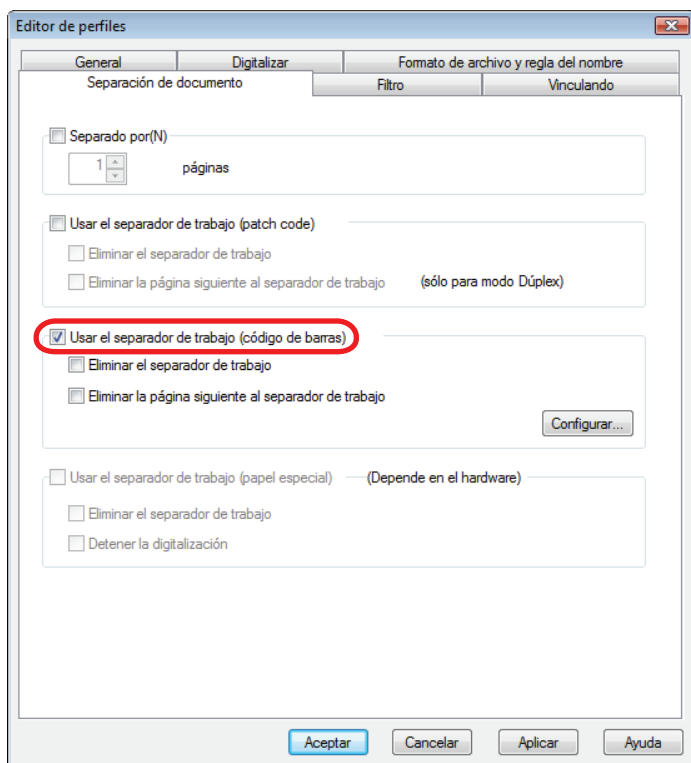 Editor de perfiles
General Digitalizar Formato de archivo y regla del nombre
Separación de documento Filtro Vinculando
Separado por(N)
1 páginas
Usar el separador de trabajo (patch code)
Eliminar el separador de trabajo
Eliminar la página siguiente al separador de trabajo (sólo para modo Dúplex)
Usar el separador de trabajo (código de barras)
Eliminar el separador de trabajo
Eliminar la página siguiente al separador de trabajo
Configurar...
Usar el separador de trabajo (papel especial) (Depende en el hardware)
Eliminar el separador de trabajo
Detener la digitalización
Aceptar Cancelar Aplicar Ayuda